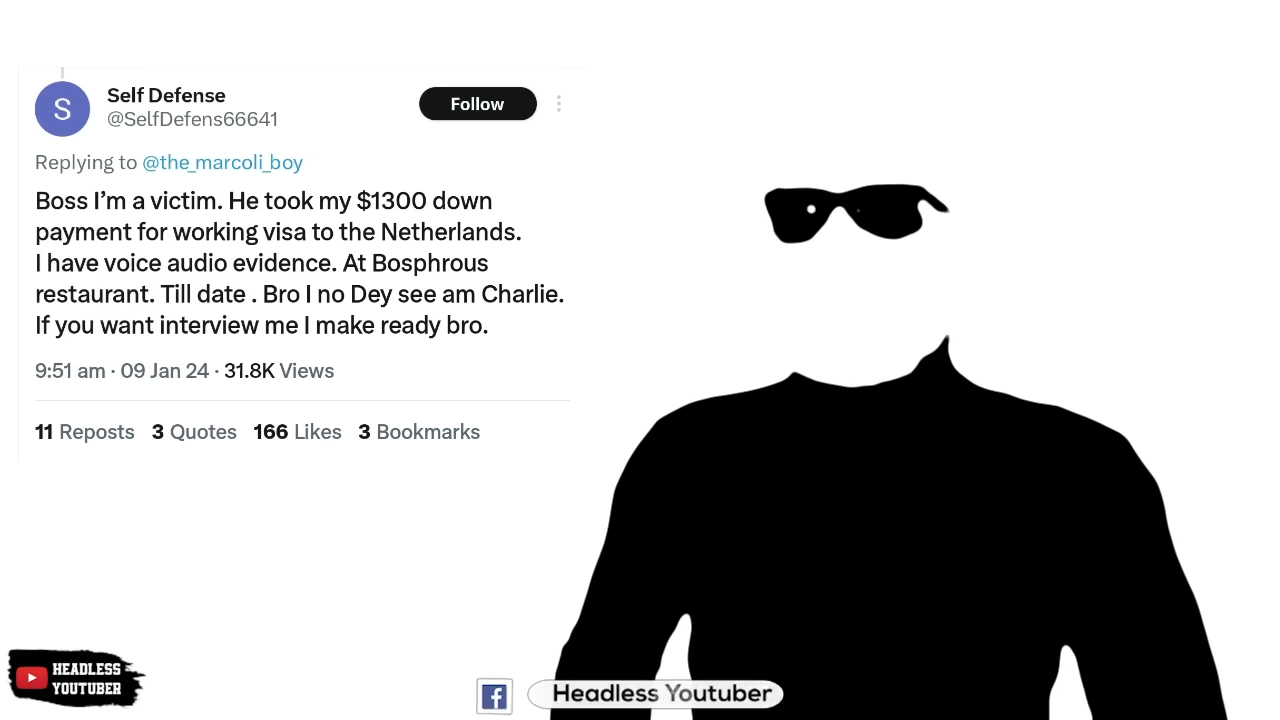 S
Self Defense
@SelfDefens66641
Follow
Replying to @the_marcoli_boy
Boss I’m a victim. He took my $1300 down
payment for working visa to the Netherlands.
I have voice audio evidence. At Bosphrous
restaurant. Till date . Bro I no Dey see am Charlie.
If you want interview me I make ready bro.
9:51 am · 09 Jan 24 · 31.8K Views
11 Reposts 3 Quotes 166 Likes 3 Bookmarks
HEADLESS
YOUTUBER
Headless Youtuber